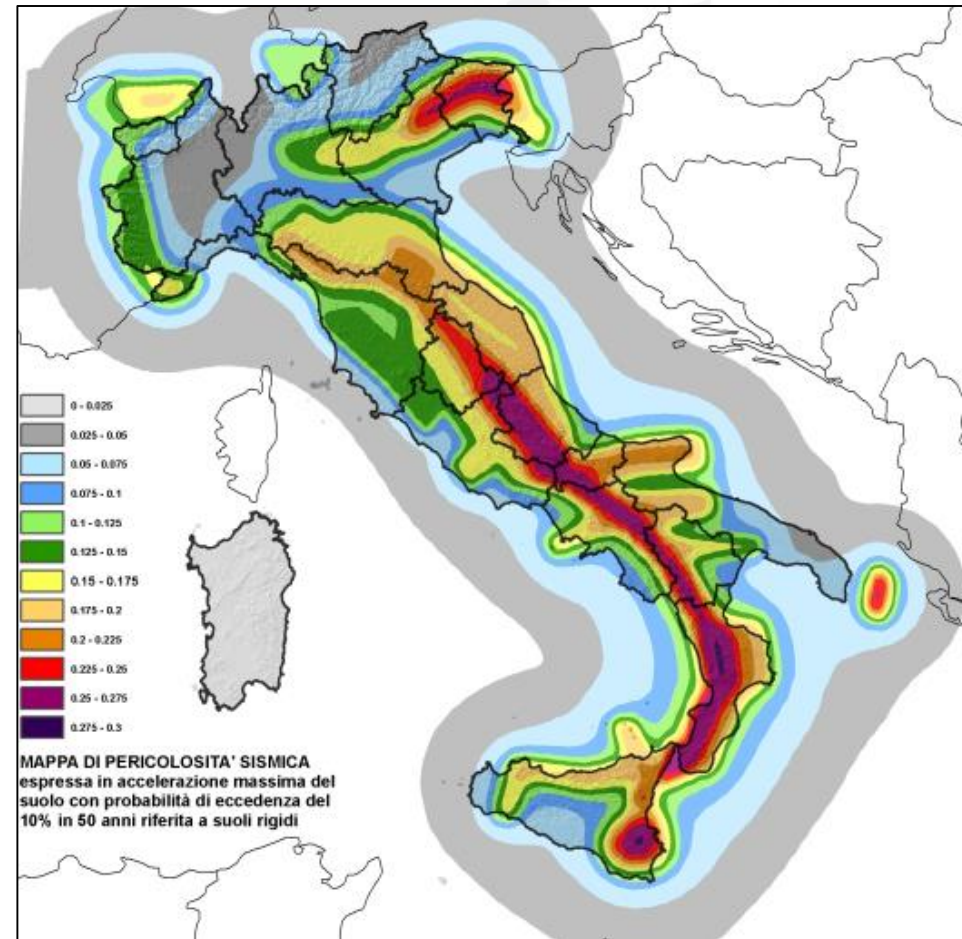 0 - 0.025
0.025 - 0.05
0.05 - 0.075
0.075 - 0.1
0.1 - 0.125
0.125 - 0.15
0.15 - 0.175
0.175 - 0.2
0.2 - 0.225
0.225 - 0.25
0.25 - 0.275
0.275 - 0.3
MAPPA DI PERICOLOSITA' SISMICA
espressa in accelerazione massima del
suolo con probabilità di eccedenza del
10% in 50 anni riferita a suoli rigidi